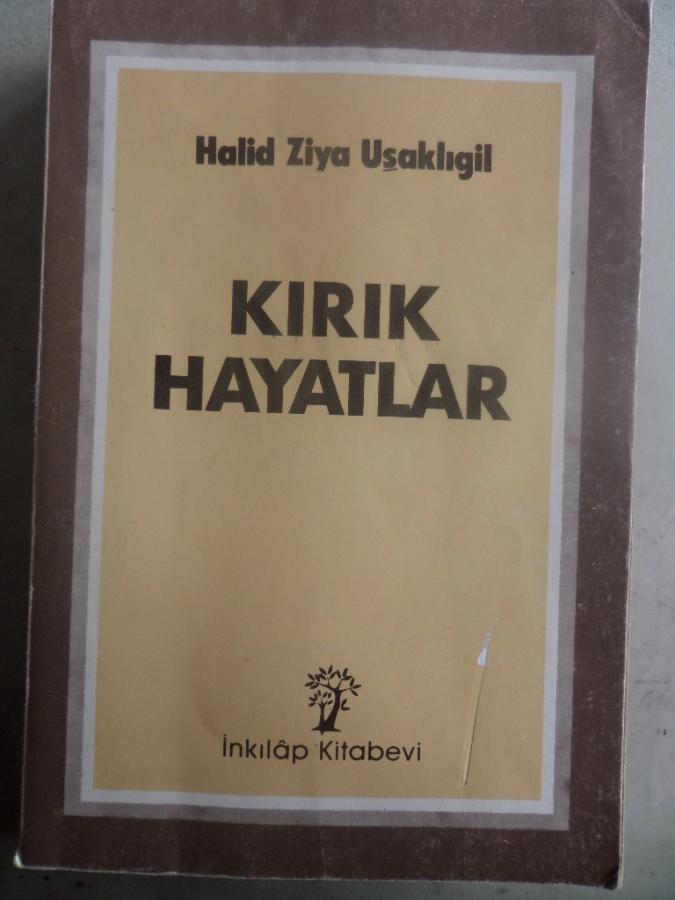 Halid Ziya Uşaklıgil
KIRIK
HAYATLAR
İnkılâp Kitabevi